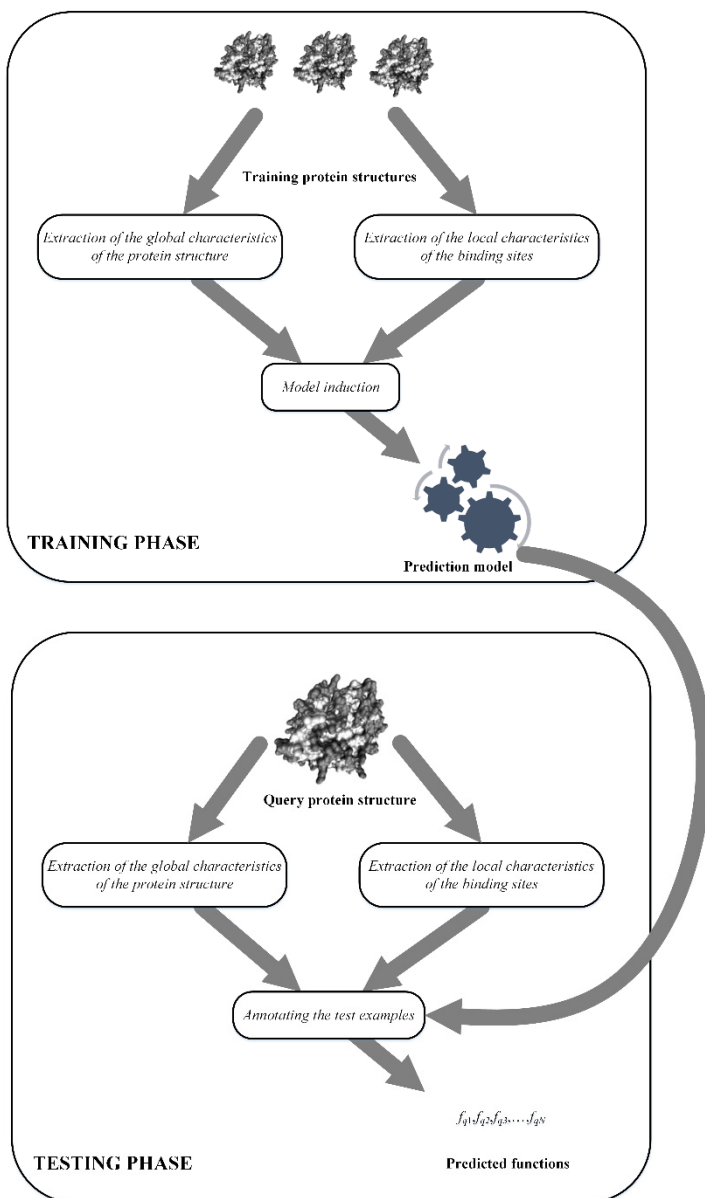 Training protein structures
Extraction of the global characteristics
of the protein structure
Extraction of the local characteristics
of the binding sites
Model induction
Prediction model
TRAINING PHASE
Query protein structure
Extraction of the global characteristics
of the protein structure
Extraction of the local characteristics
of the binding sites
Annotating the test examples
fq1,fq2,fq3,…,fqN
Predicted functions
TESTING PHASE